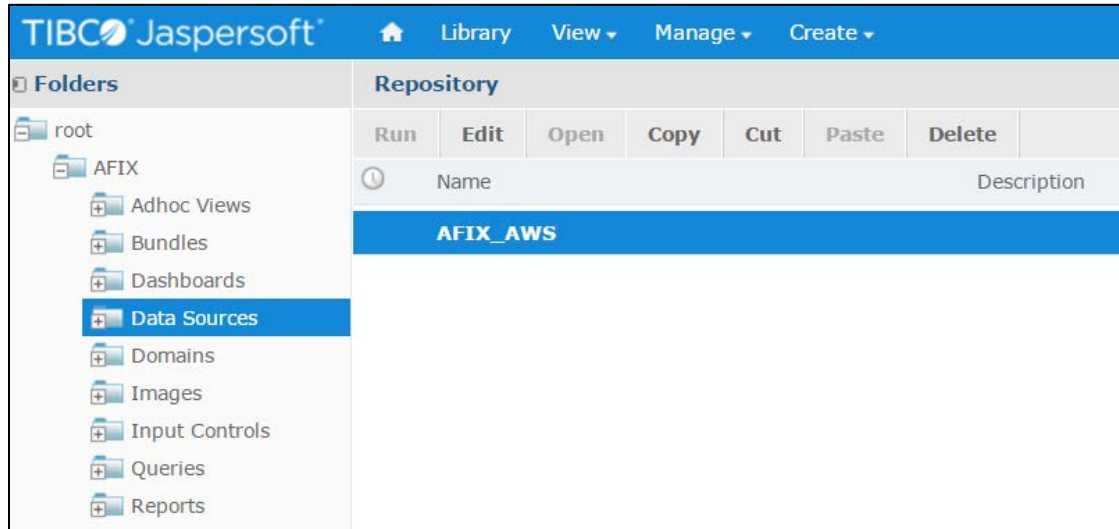 TIBCO Jaspersoft Library View Manage Create
Folders
Repository
root
AFIX
Adhoc Views
Bundles
Dashboards
Data Sources
Domains
Images
Input Controls
Queries
Reports
Run Edit Open Copy Cut Paste Delete
Name Description
AFIX_AWS